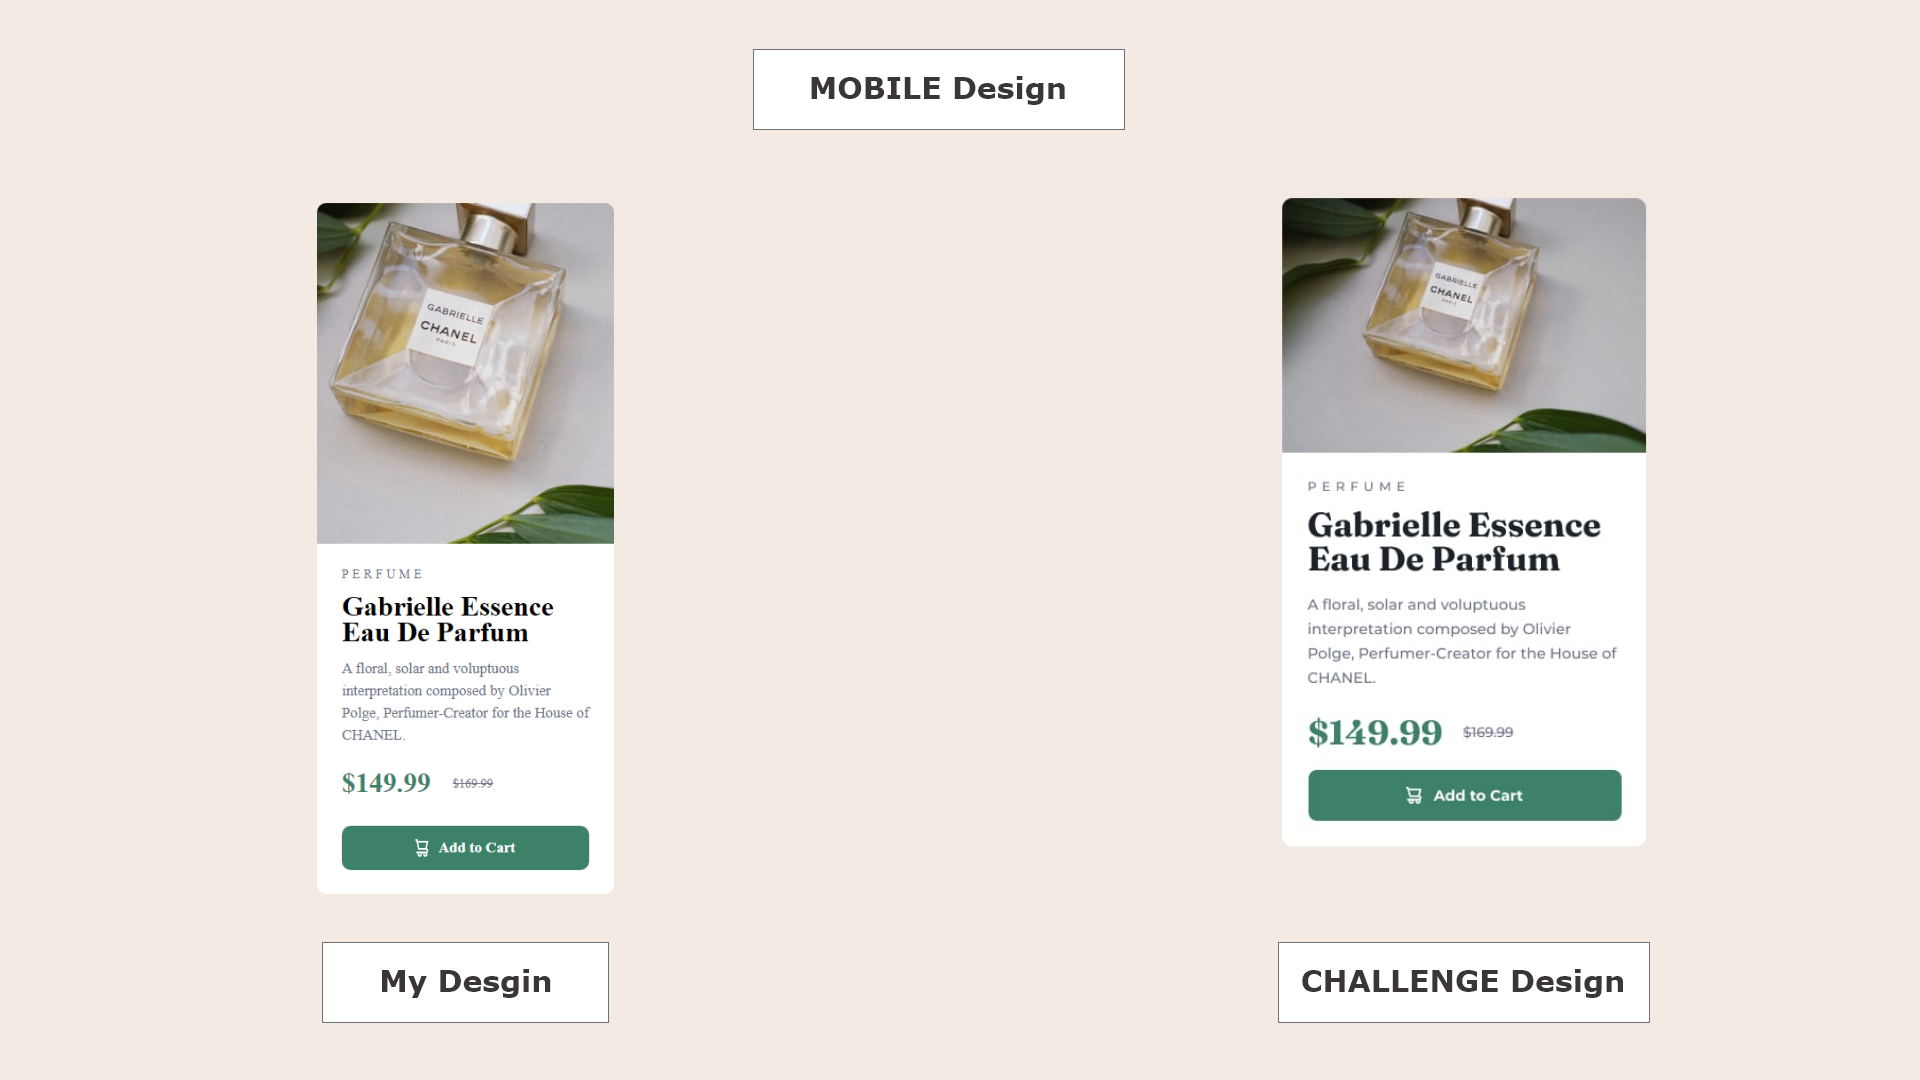 MOBILE Design
GABRIELLE
CHANEL
PARIS
PERFUME
Gabrielle Essence
Eau De Parfum
A floral, solar and voluptuous
interpretation composed by Olivier
Polge, Perfumer-Creator for the House of
CHANEL.
$149.99 $169.99
Add to Cart
My Desgin
GABRIELLE
CHANEL
PARIS
PERFUME
Gabrielle Essence
Eau De Parfum
A floral, solar and voluptuous
interpretation composed by Olivier
Polge, Perfumer-Creator for the House of
CHANEL.
$149.99 $169.99
Add to Cart
CHALLENGE Design